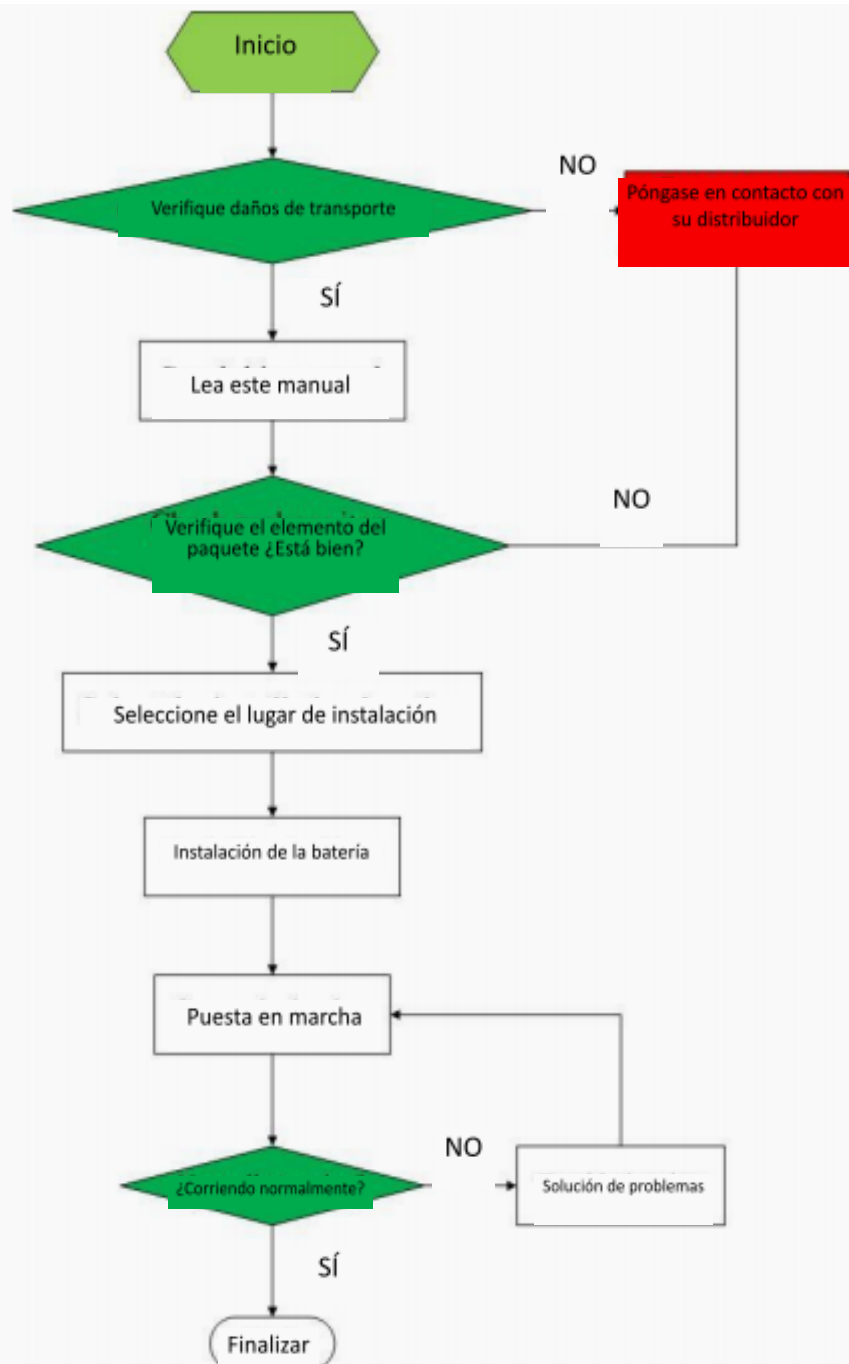 Inicio
NO
Póngase en contacto con
su distribuidor
Verifique daños de transporte
SÍ
Lea este manual
NO
Verifique el elemento del
paquete ¿Está bien?
SÍ
Seleccione el lugar de instalación
Instalación de la batería
Puesta en marcha
NO
¿Corriendo normalmente?
Solución de problemas
SÍ
Finalizar